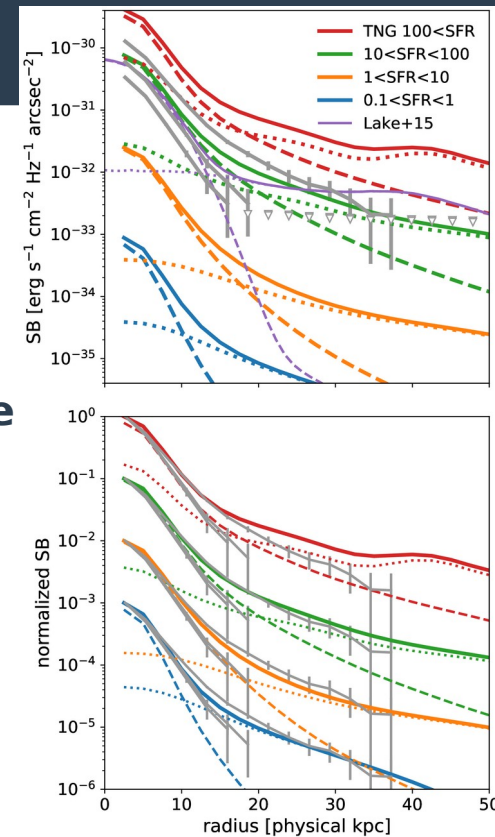 SB [erg s⁻¹ cm⁻² Hz⁻¹ arcsec⁻²]
10⁻³⁰
10⁻³¹
10⁻³²
10⁻³³
10⁻³⁴
10⁻³⁵
TNG 100<SFR
10<SFR<100
1<SFR<10
0.1<SFR<1
Lake+15
e
normalized SB
10⁰
10⁻¹
10⁻²
10⁻³
10⁻⁴
10⁻⁵
10⁻⁶
0 10 20 30 40 50
radius [physical kpc]